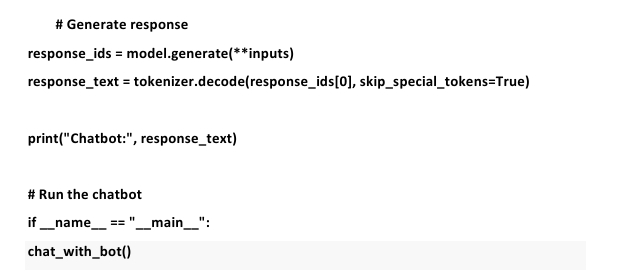 # Generate response
response_ids = model.generate(**inputs)
response_text = tokenizer.decode(response_ids[0], skip_special_tokens=True)
print("Chatbot:", response_text)
# Run the chatbot
if __name__ == "__main__":
chat_with_bot()